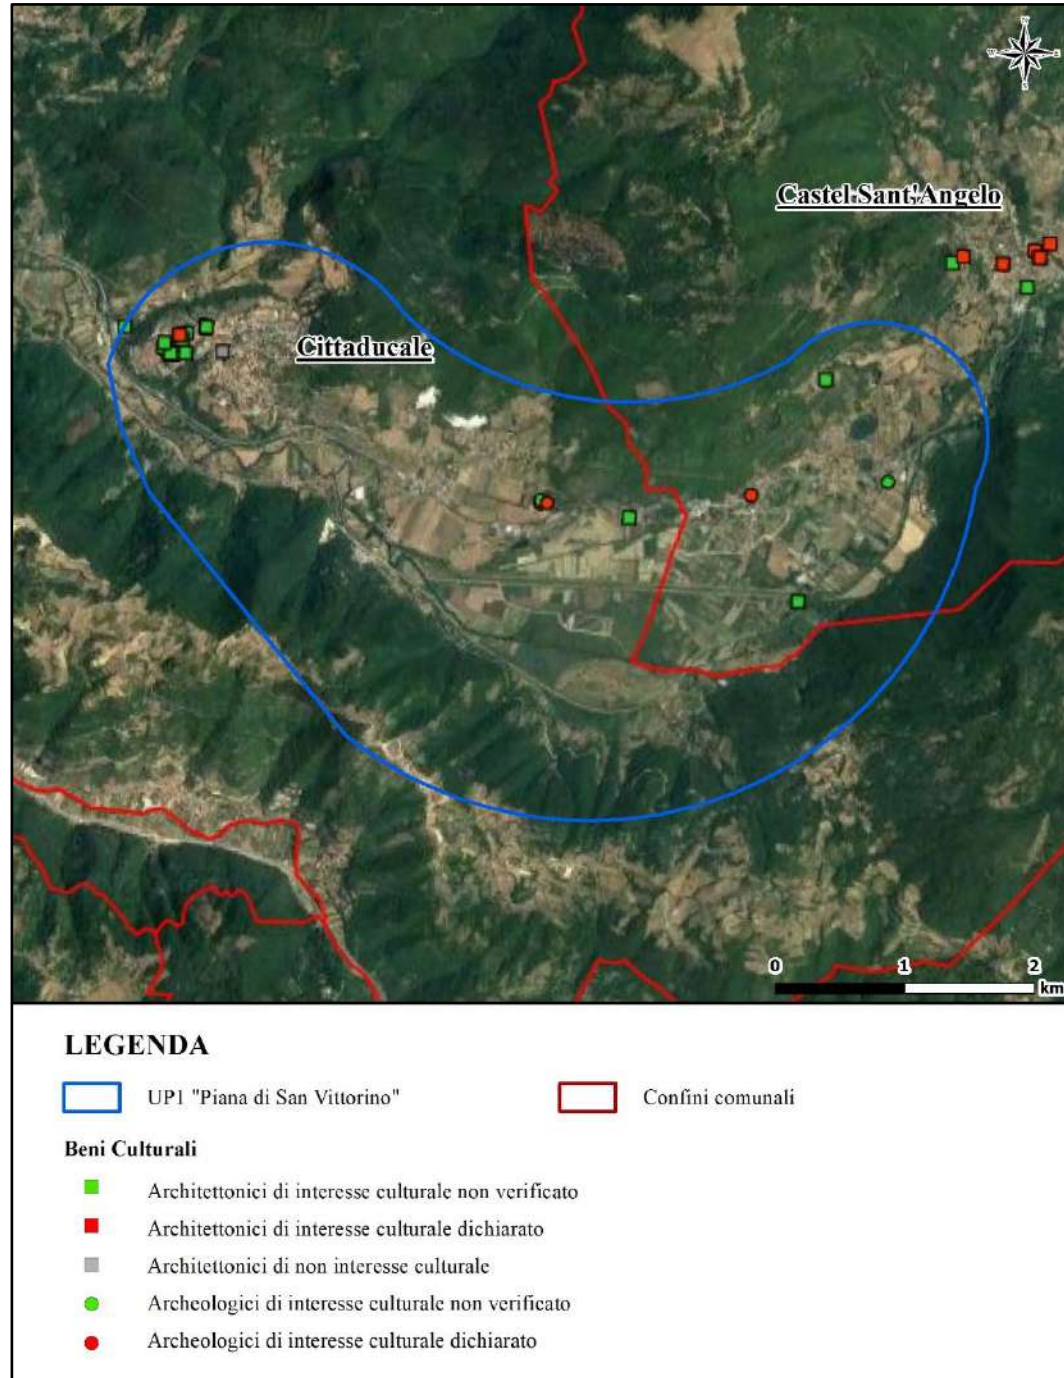 N
W E
S
Castel Sant'Angelo
Cittaducale
0 1 2
km
LEGENDA
UP1 "Piana di San Vittorino"
Confini comunali
Beni Culturali
Architettonici di interesse culturale non verificato
Architettonici di interesse culturale dichiarato
Architettonici di non interesse culturale
Archeologici di interesse culturale non verificato
Archeologici di interesse culturale dichiarato